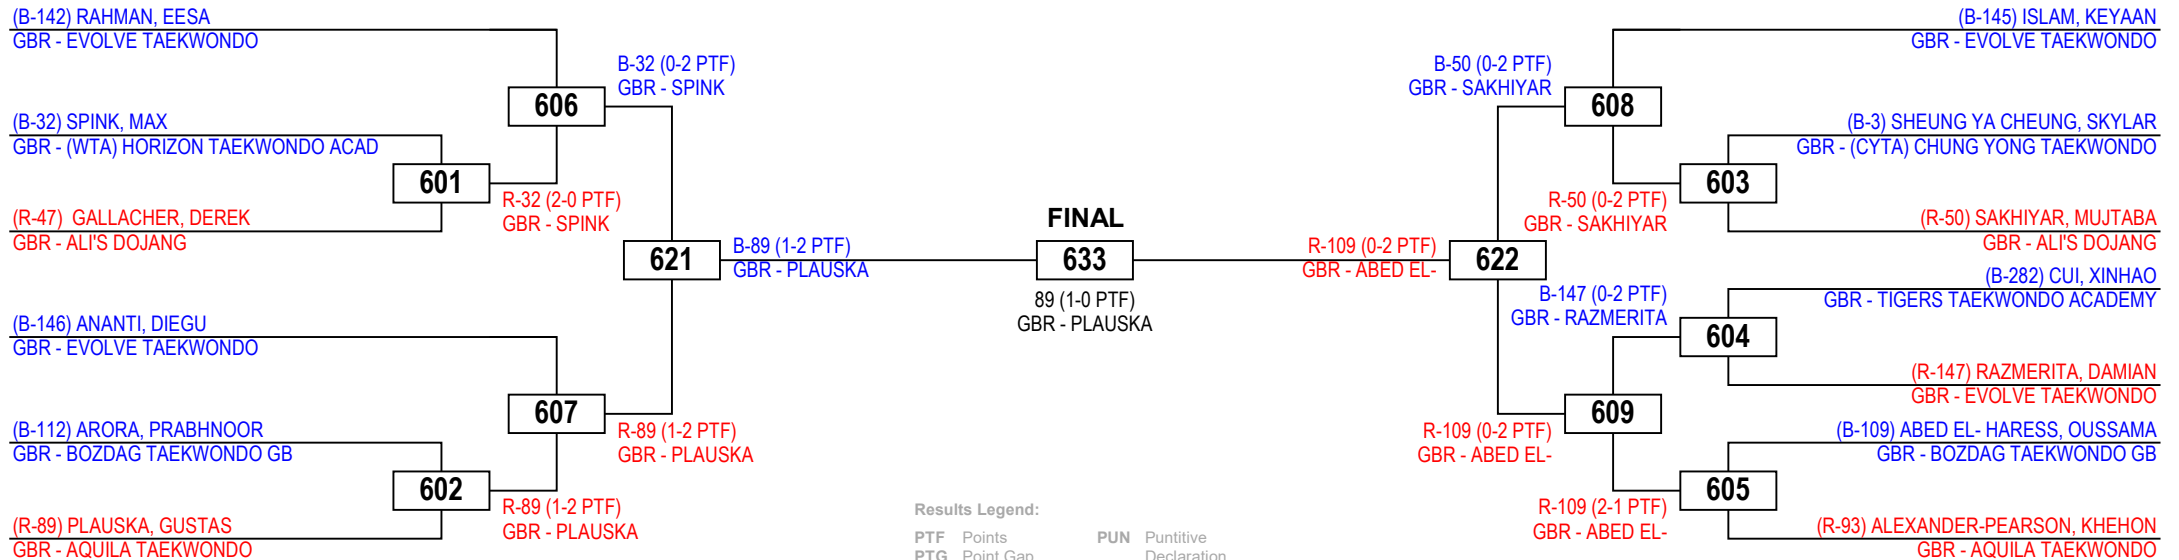 (B-142) RAHMAN, EESA
GBR - EVOLVE TAEKWONDO
(B-32) SPINK, MAX
GBR - (WTA) HORIZON TAEKWONDO ACAD
(R-47) GALLACHER, DEREK
GBR - ALI'S DOJANG
(B-146) ANANTI, DIEGU
GBR - EVOLVE TAEKWONDO
(B-112) ARORA, PRABHNOOR
GBR - BOZDAG TAEKWONDO GB
(R-89) PLAUSKA, GUSTAS
GBR - AQUILA TAEKWONDO
601
R-32 (2-0 PTF)
GBR - SPINK
602
R-89 (1-2 PTF)
GBR - PLAUSKA
606
B-32 (0-2 PTF)
GBR - SPINK
607
R-89 (1-2 PTF)
GBR - PLAUSKA
621
B-89 (1-2 PTF)
GBR - PLAUSKA
FINAL
633
89 (1-0 PTF)
GBR - PLAUSKA
R-109 (0-2 PTF)
GBR - ABED EL-
622
B-50 (0-2 PTF)
GBR - SAKHIYAR
608
R-109 (0-2 PTF)
GBR - ABED EL-
609
R-50 (0-2 PTF)
GBR - SAKHIYAR
603
B-147 (0-2 PTF)
GBR - RAZMERITA
604
R-109 (2-1 PTF)
GBR - ABED EL-
605
(B-145) ISLAM, KEYAAN
GBR - EVOLVE TAEKWONDO
(B-3) SHEUNG YA CHEUNG, SKYLAR
GBR - (CYTA) CHUNG YONG TAEKWONDO
(R-50) SAKHIYAR, MUJTABA
GBR - ALI'S DOJANG
(B-282) CUI, XINHAO
GBR - TIGERS TAEKWONDO ACADEMY
(R-147) RAZMERITA, DAMIAN
GBR - EVOLVE TAEKWONDO
(B-109) ABED EL- HARESS, OUSSAMA
GBR - BOZDAG TAEKWONDO GB
(R-93) ALEXANDER-PEARSON, KHEHON
GBR - AQUILA TAEKWONDO
Results Legend:
PTF Points PUN Puntitive
PTG Point Gap Declaration